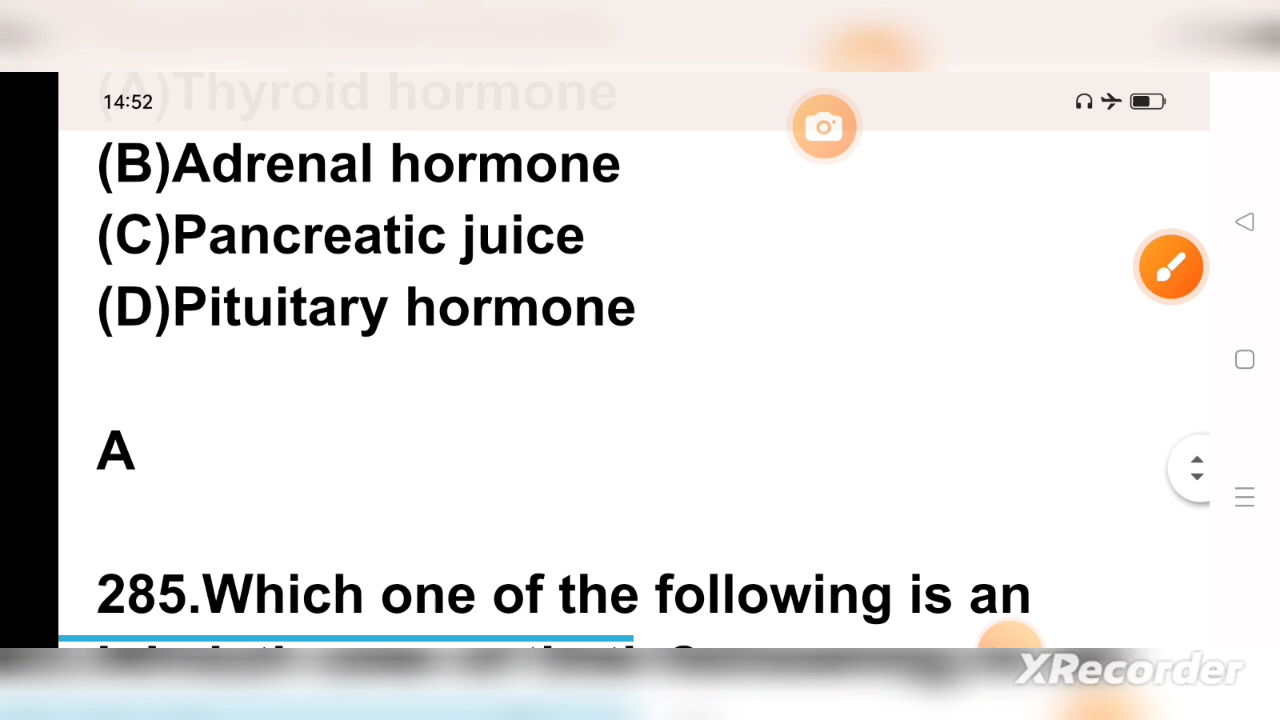 (A)Thyroid hormone
14:52
(B)Adrenal hormone
(C)Pancreatic juice
(D)Pituitary hormone
A
285.Which one of the following is an
XRecorder